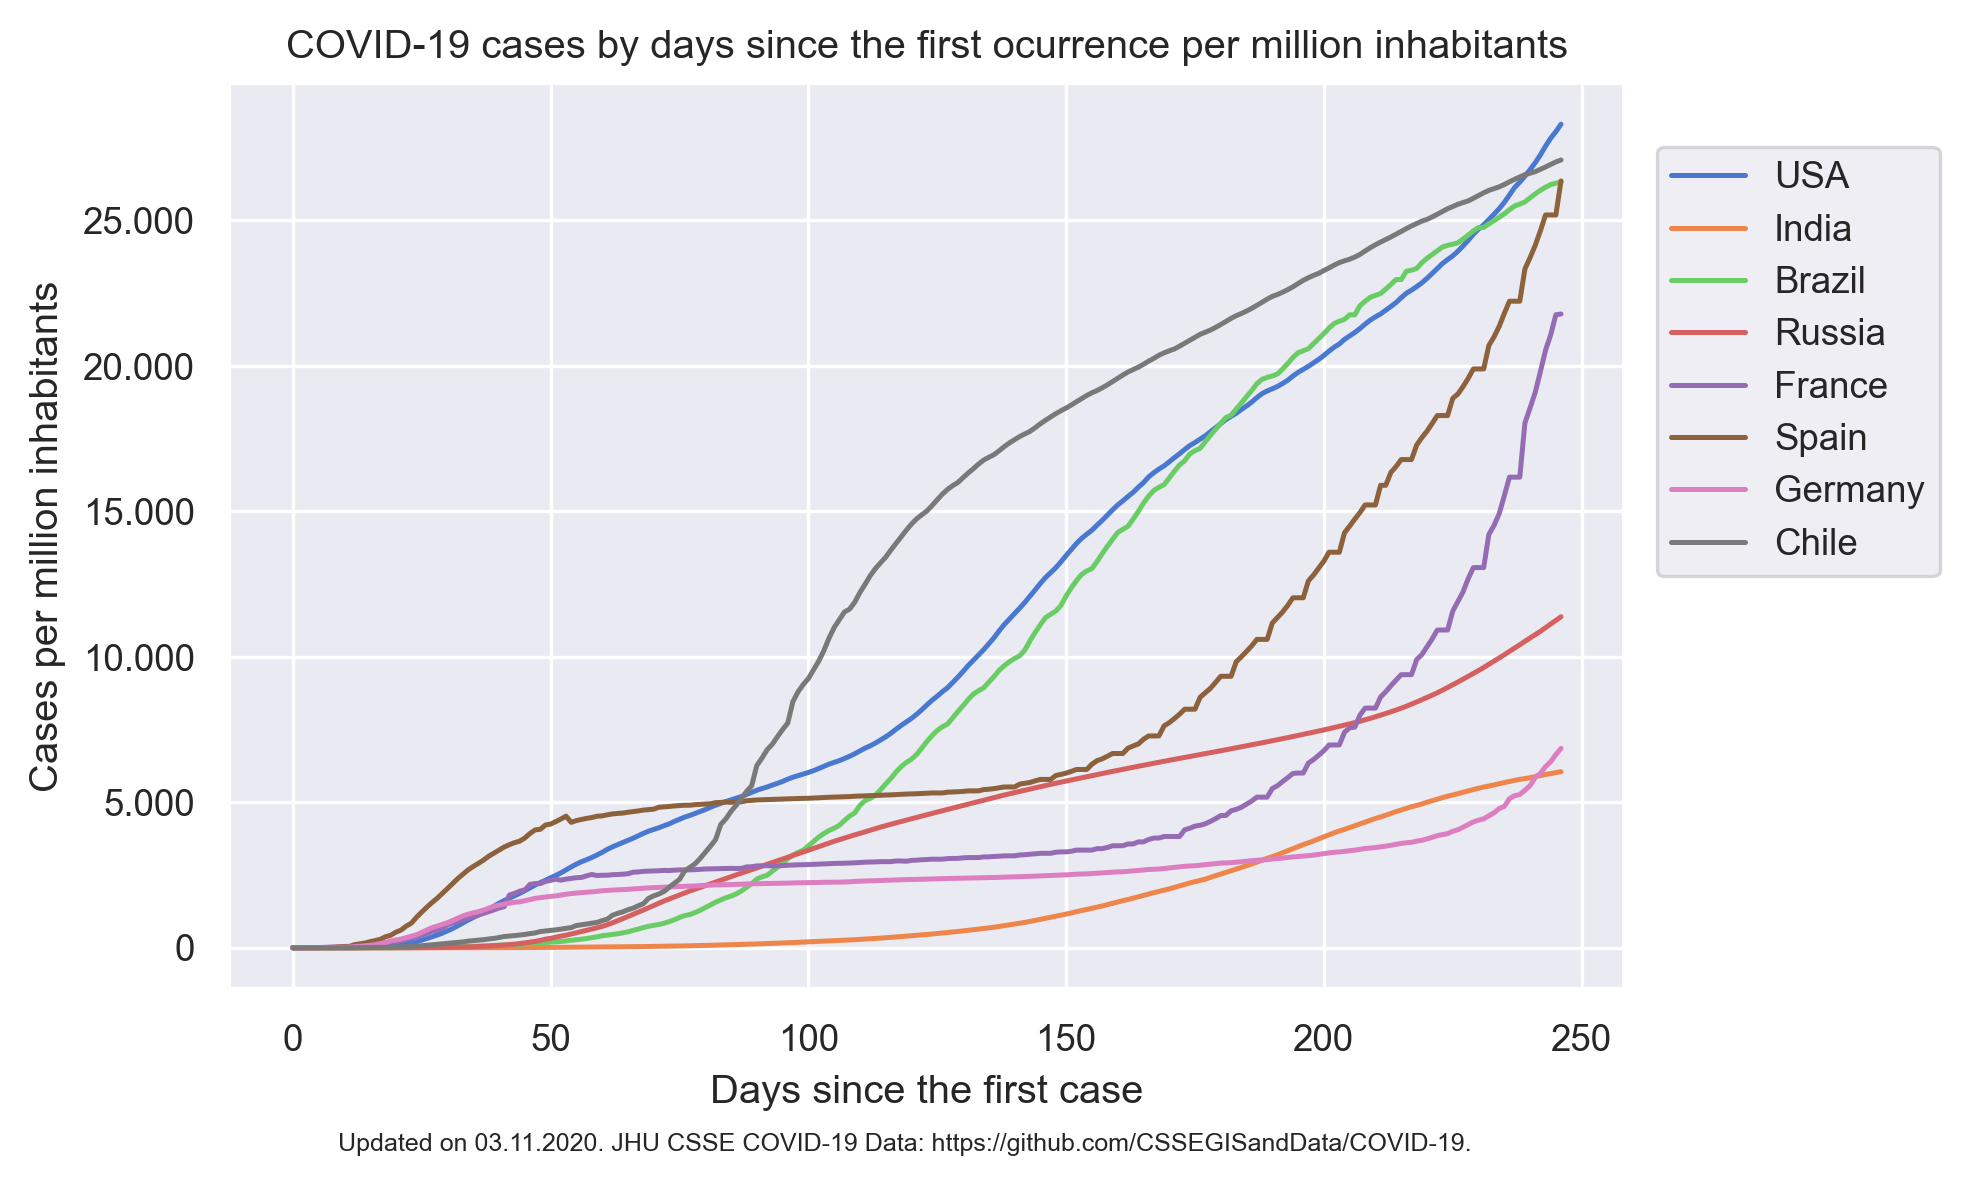 COVID-19 cases by days since the first ocurrence per million inhabitants
Cases per million inhabitants
25.000
20.000
15.000
10.000
5.000
0
0 50 100 150 200 250
Days since the first case
USA
India
Brazil
Russia
France
Spain
Germany
Chile
Updated on 03.11.2020. JHU CSSE COVID-19 Data: https://github.com/CSSEGISandData/COVID-19.